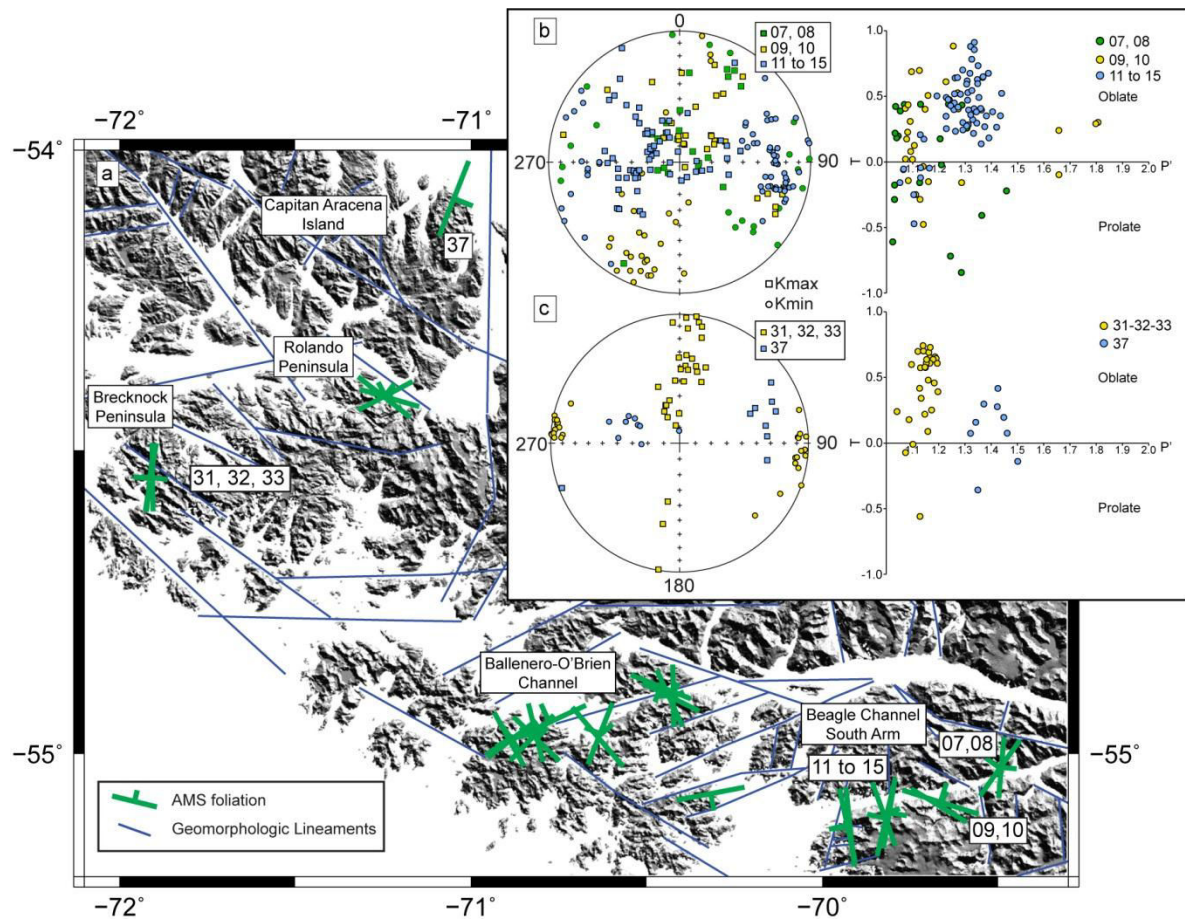 −72°
−71°
−54°
a
Capitan Aracena
Island
37
Rolando
Peninsula
Brecknock
Peninsula
31, 32, 33
Ballenero-O'Brien
Channel
Beagle Channel
South Arm
07,08
11 to 15
09,10
−55°
−55°
AMS foliation
Geomorphologic Lineaments
−72°
−71°
−70°
b
0
07, 08
09, 10
11 to 15
270
90
Kmax
Kmin
1.0
0.5
T
0.0
-0.5
1.0
1.1 1.2 1.3 1.4 1.5 1.6 1.7 1.8 1.9 2.0 P'
07, 08
09, 10
11 to 15
Oblate
Prolate
c
31, 32, 33
37
270
90
180
1.0
0.5
T
0.0
-0.5
1.0
1.1 1.2 1.3 1.4 1.5 1.6 1.7 1.8 1.9 2.0 P'
31-32-33
37
Oblate
Prolate